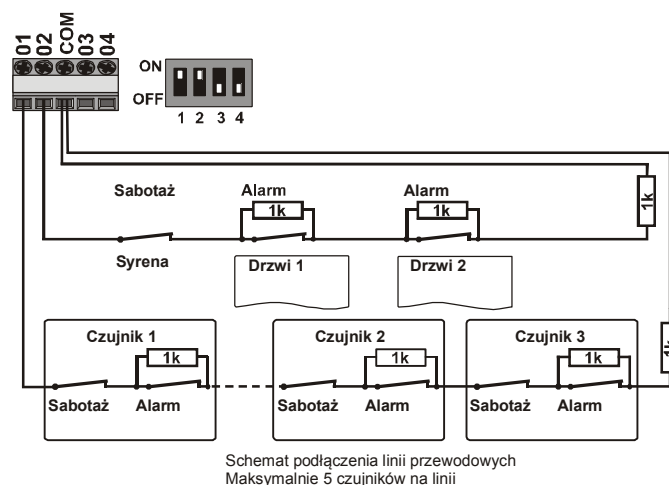 01 02 COM 03 04
ON
OFF
1 2 3 4
Sabotaż Alarm Alarm
1k 1k 1k
Syrena Drzwi 1 Drzwi 2
Czujnik 1 Czujnik 2 Czujnik 3
1k 1k 1k 1k
Sabotaż Alarm Sabotaż Alarm Sabotaż Alarm
Schemat podłączenia linii przewodowych
Maksymalnie 5 czujników na linii